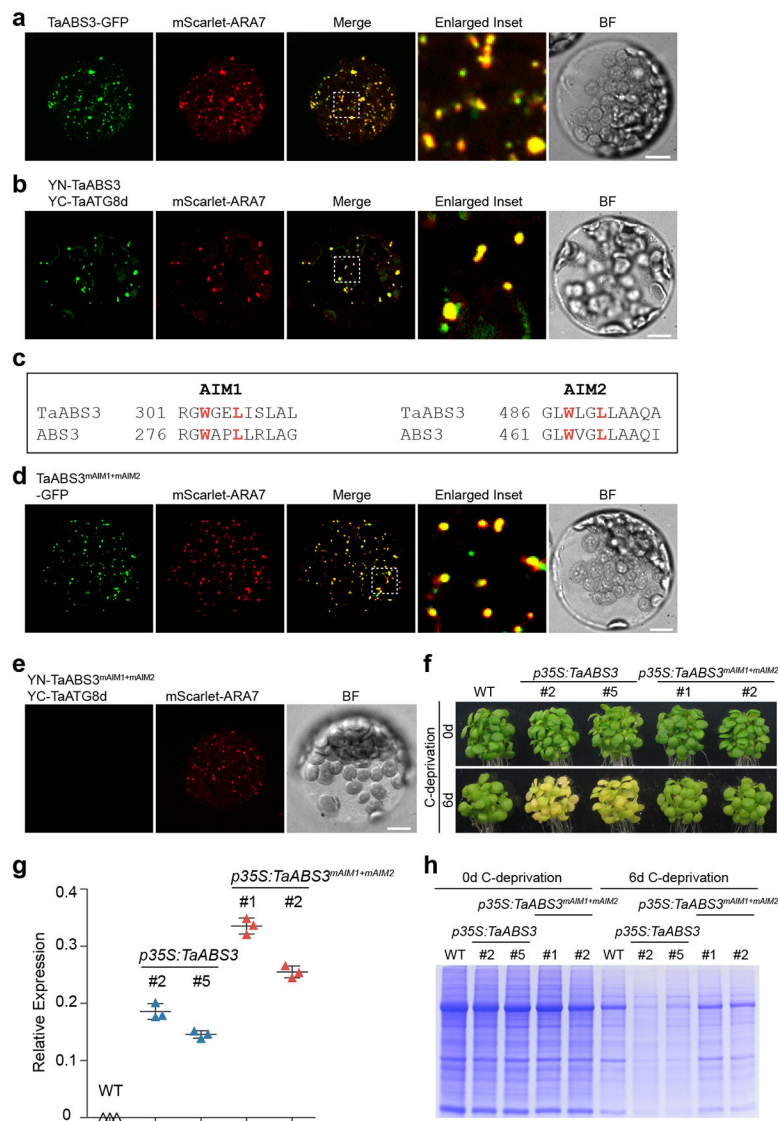 a
TaABS3-GFP mScarlet-ARA7 Merge Enlarged Inset BF
b
YN-TaABS3
YC-TaATG8d mScarlet-ARA7 Merge Enlarged Inset BF
c
AIM1 AIM2
TaABS3 301 RGWGELISLAL TaABS3 486 GLWLGLLAAQA
ABS3 276 RGWAPLLRLAG ABS3 461 GLWVGLLAAQI
d
TaABS3mAIM1+mAIM2
-GFP mScarlet-ARA7 Merge Enlarged Inset BF
e
YN-TaABS3mAIM1+mAIM2
YC-TaATG8d mScarlet-ARA7 BF
f
p35S:TaABS3 p35S:TaABS3mAIM1+mAIM2
WT #2 #5 #1 #2
C-deprivation
0d
6d
g
p35S:TaABS3mAIM1+mAIM2
#1 #2
p35S:TaABS3
#2 #5
WT
Relative Expression
0.4
0.3
0.2
0.1
0
h
0d C-deprivation 6d C-deprivation
p35S:TaABS3mAIM1+mAIM2 p35S:TaABS3mAIM1+mAIM2
p35S:TaABS3 p35S:TaABS3
WT #2 #5 #1 #2 WT #2 #5 #1 #2